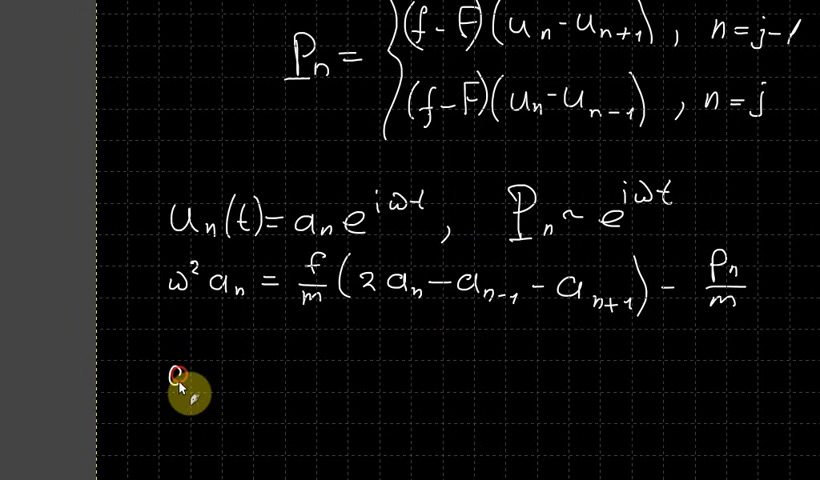 (f-F)(u_n-u_{n+1}), n=j-1
P_n =
(f-F)(u_n-u_{n-1}), n=j
u_n(t)=a_n e^{iωt}, P_n ~ e^{iωt}
ω² a_n = f/m (2a_n - a_{n-1} - a_{n+1}) - p_n/m